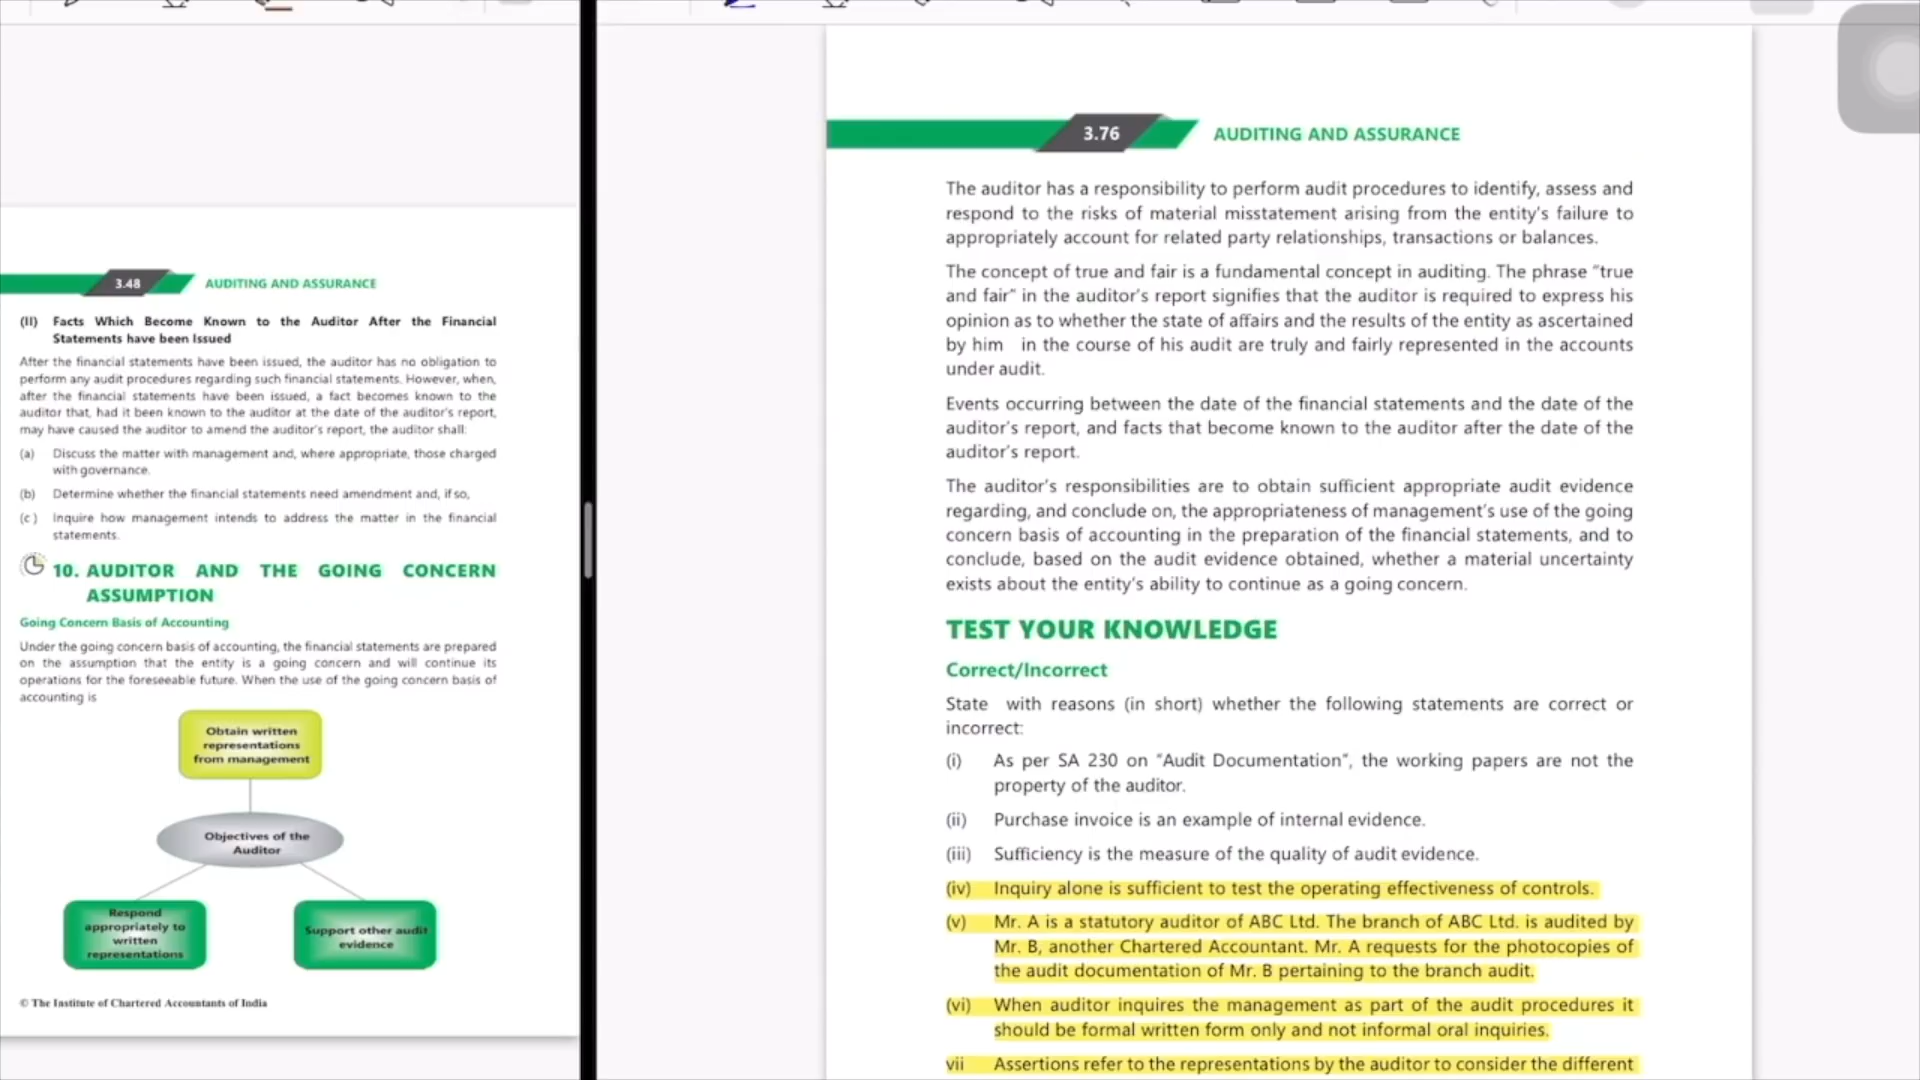 3.48 AUDITING AND ASSURANCE
(II) Facts Which Become Known to the Auditor After the Financial
Statements have been Issued
After the financial statements have been issued, the auditor has no obligation to
perform any audit procedures regarding such financial statements. However, when,
after the financial statements have been issued, a fact becomes known to the
auditor that, had it been known to the auditor at the date of the auditor's report,
may have caused the auditor to amend the auditor's report, the auditor shall:
(a) Discuss the matter with management and, where appropriate, those charged
with governance.
(b) Determine whether the financial statements need amendment and, if so,
(c ) Inquire how management intends to address the matter in the financial
statements.
10. AUDITOR AND THE GOING CONCERN
ASSUMPTION
Going Concern Basis of Accounting
Under the going concern basis of accounting, the financial statements are prepared
on the assumption that the entity is a going concern and will continue its
operations for the foreseeable future. When the use of the going concern basis of
accounting is
Obtain written
representations
from management
Objectives of the
Auditor
Respond
appropriately to
written
representations
Support other audit
evidence
© The Institute of Chartered Accountants of India
3.76 AUDITING AND ASSURANCE
The auditor has a responsibility to perform audit procedures to identify, assess and
respond to the risks of material misstatement arising from the entity's failure to
appropriately account for related party relationships, transactions or balances.
The concept of true and fair is a fundamental concept in auditing. The phrase "true
and fair" in the auditor's report signifies that the auditor is required to express his
opinion as to whether the state of affairs and the results of the entity as ascertained
by him in the course of his audit are truly and fairly represented in the accounts
under audit.
Events occurring between the date of the financial statements and the date of the
auditor's report, and facts that become known to the auditor after the date of the
auditor's report.
The auditor's responsibilities are to obtain sufficient appropriate audit evidence
regarding, and conclude on, the appropriateness of management's use of the going
concern basis of accounting in the preparation of the financial statements, and to
conclude, based on the audit evidence obtained, whether a material uncertainty
exists about the entity's ability to continue as a going concern.
TEST YOUR KNOWLEDGE
Correct/Incorrect
State with reasons (in short) whether the following statements are correct or
incorrect:
(i) As per SA 230 on "Audit Documentation", the working papers are not the
property of the auditor.
(ii) Purchase invoice is an example of internal evidence.
(iii) Sufficiency is the measure of the quality of audit evidence.
(iv) Inquiry alone is sufficient to test the operating effectiveness of controls.
(v) Mr. A is a statutory auditor of ABC Ltd. The branch of ABC Ltd. is audited by
Mr. B, another Chartered Accountant. Mr. A requests for the photocopies of
the audit documentation of Mr. B pertaining to the branch audit.
(vi) When auditor inquires the management as part of the audit procedures it
should be formal written form only and not informal oral inquiries.
vii Assertions refer to the representations by the auditor to consider the different